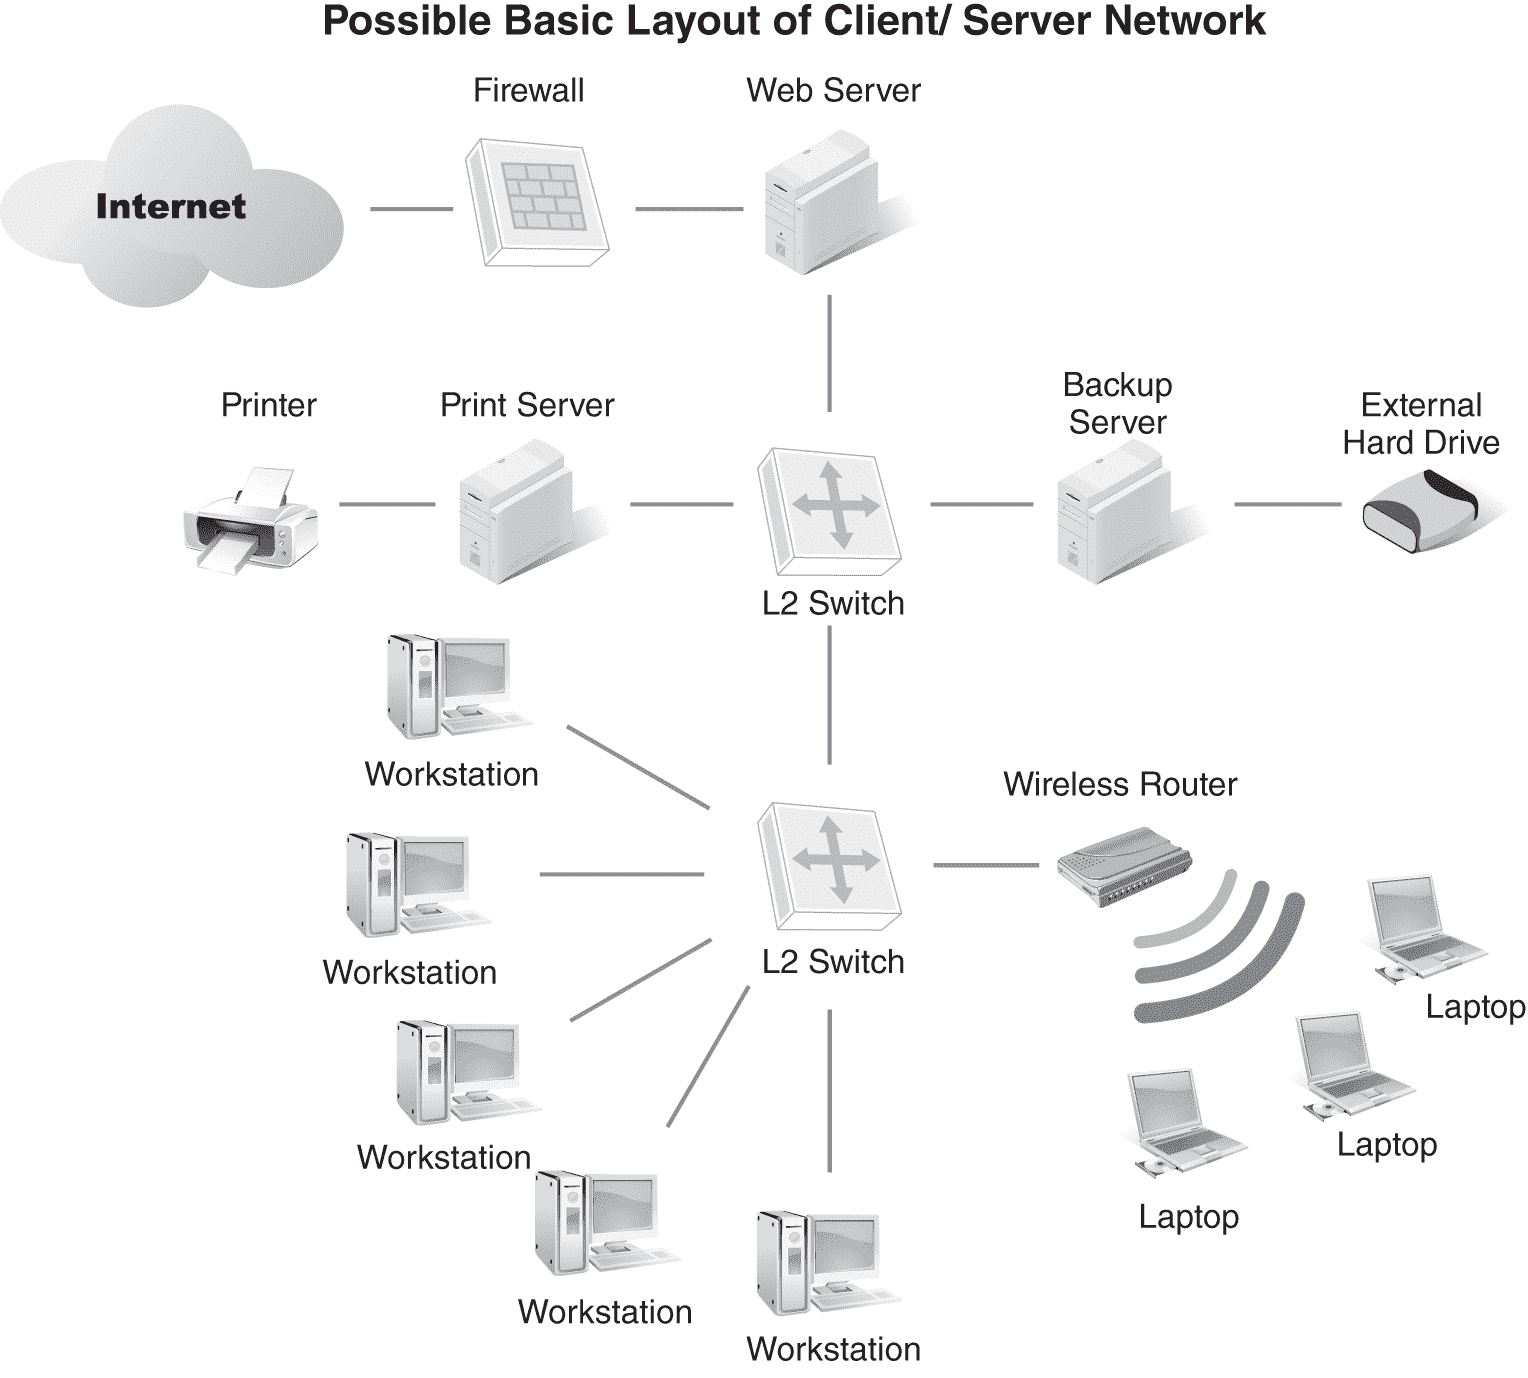 Possible Basic Layout of Client/ Server Network
Firewall
Web Server
Internet
Printer
Print Server
Backup
Server
External
Hard Drive
L2 Switch
Workstation
Wireless Router
Workstation
L2 Switch
Laptop
Workstation
Laptop
Laptop
Workstation
Workstation